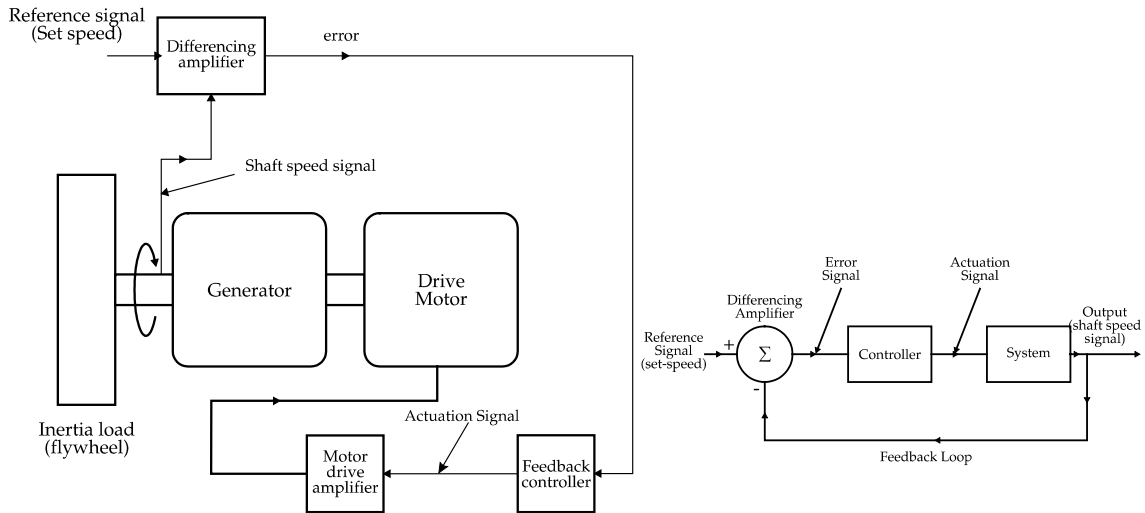 Reference signal
(Set speed)
Differencing
amplifier
error
Shaft speed signal
Generator
Drive
Motor
Inertia load
(flywheel)
Actuation Signal
Motor
drive
amplifier
Feedback
controller
Error
Signal
Actuation
Signal
Differencing
Amplifier
Output
(shaft speed
signal)
Reference
Signal
(set-speed)
+
Σ
-
Controller
System
Feedback Loop